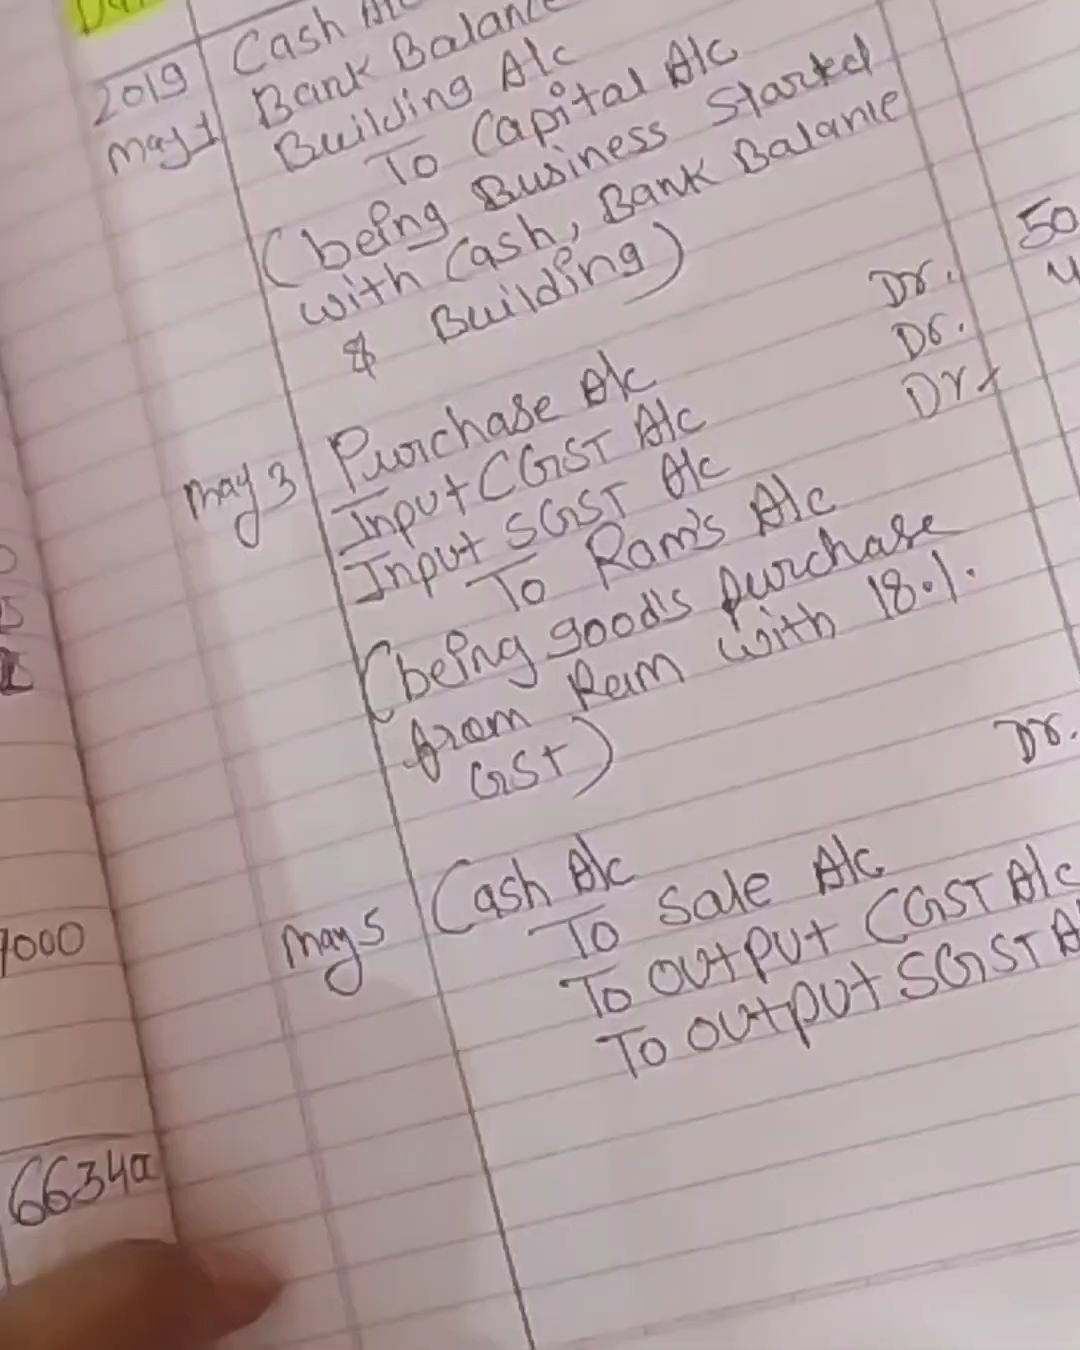 2019
May 1
Cash A/c
Bank Balance
Building A/c
To Capital A/c
(being Business Started
with Cash, Bank Balance
& Building)
May 3
Purchase A/c Dr.
Input CGST A/c Dr.
Input SGST A/c Dr.
To Ram's A/c
(being good's purchase
from Ram with 18%.
GST)
May 5
Cash A/c Dr.
To Sale A/c
To output CGST A/c
To output SGST A
50
4
7000